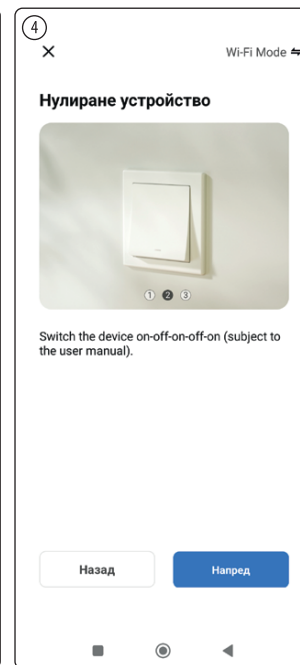 4
Wi-Fi Mode
Нулиране устройство
1 2 3
Switch the device on-off-on-off-on (subject to
the user manual).
Назад
Напред